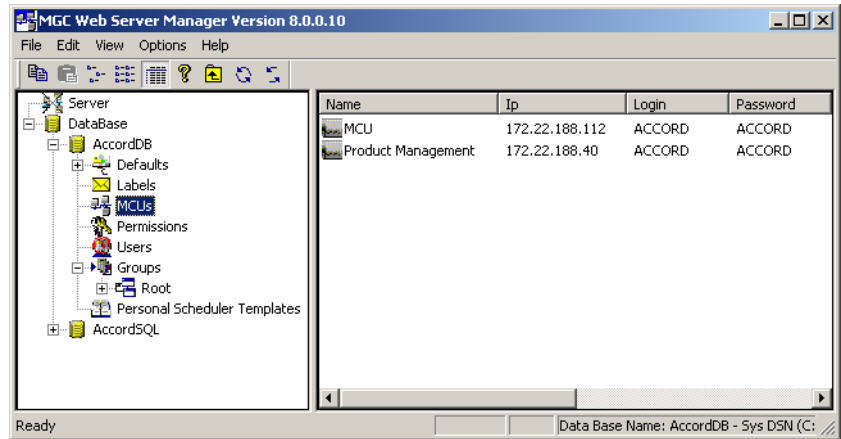 MGC Web Server Manager Version 8.0.0.10
File Edit View Options Help
Server
DataBase
AccordDB
Defaults
Labels
MCUs
Permissions
Users
Groups
Root
Personal Scheduler Templates
AccordSQL
Name Ip Login Password
MCU 172.22.188.112 ACCORD ACCORD
Product Management 172.22.188.40 ACCORD ACCORD
Ready Data Base Name: AccordDB - Sys DSN (C: